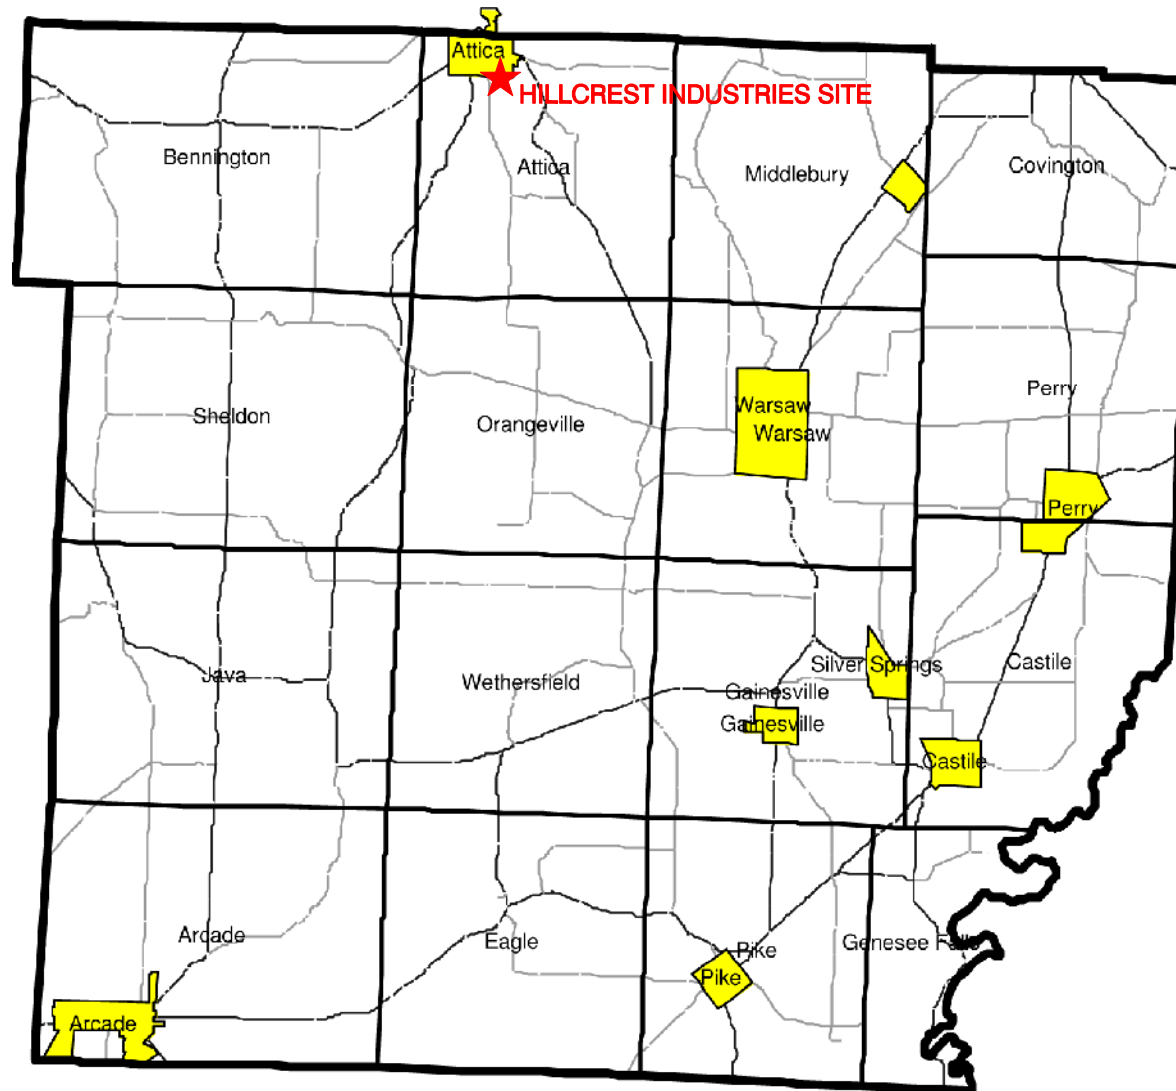 Attica
HILLCREST INDUSTRIES SITE
Bennington
Attica
Middlebury
Covington
Sheldon
Orangeville
Warsaw
Warsaw
Perry
Perry
Java
Wethersfield
Silver Springs
Gainesville
Gainesville
Castile
Castile
Arcade
Eagle
Pike
Genesee Falls
Pike
Arcade